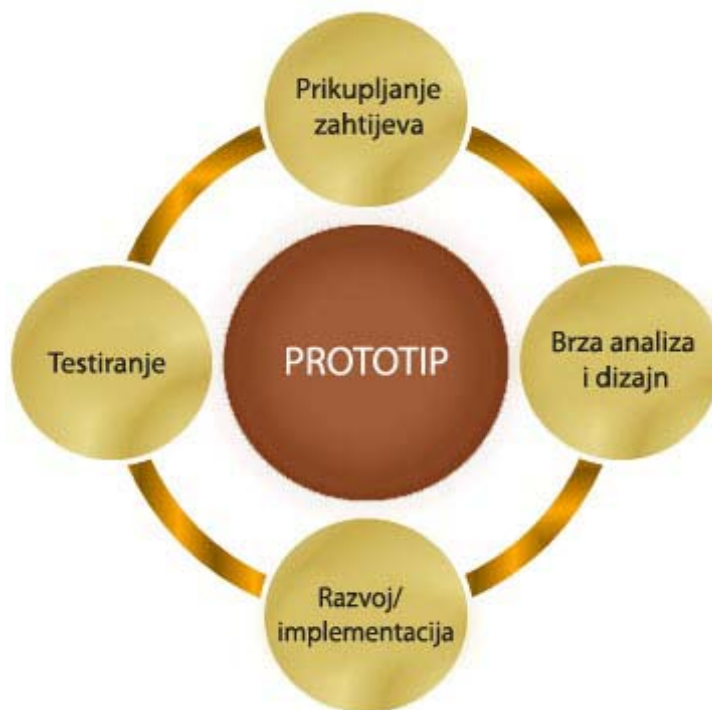 Prikupljanje
zahtijeva
Testiranje
PROTOTIP
Brza analiza
i dizajn
Razvoj/
implementacija